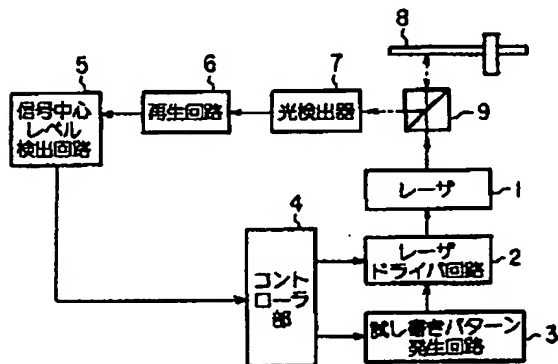 8
7
6
5
光検出器
再生回路
信号中心
レベル
検出回路
9
レーザ
1
4
コント
ローラ
部
レーザ
ドライバ回路
2
試し書きパターン
発生回路
3